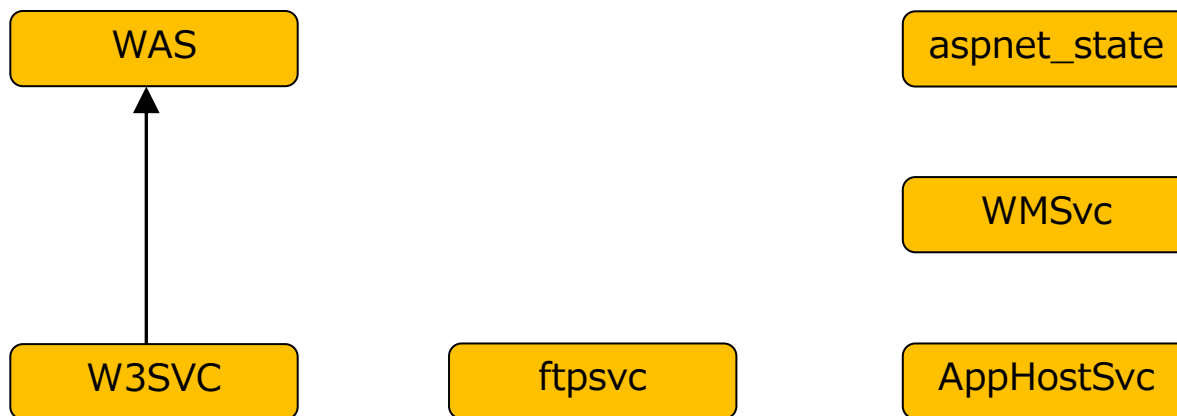 WAS
aspnet_state
WMSvc
W3SVC
ftpsvc
AppHostSvc